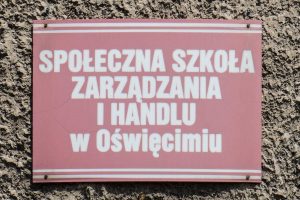 SPOŁECZNA SZKOŁA
ZARZĄDZANIA
I HANDLU
w Oświęcimiu